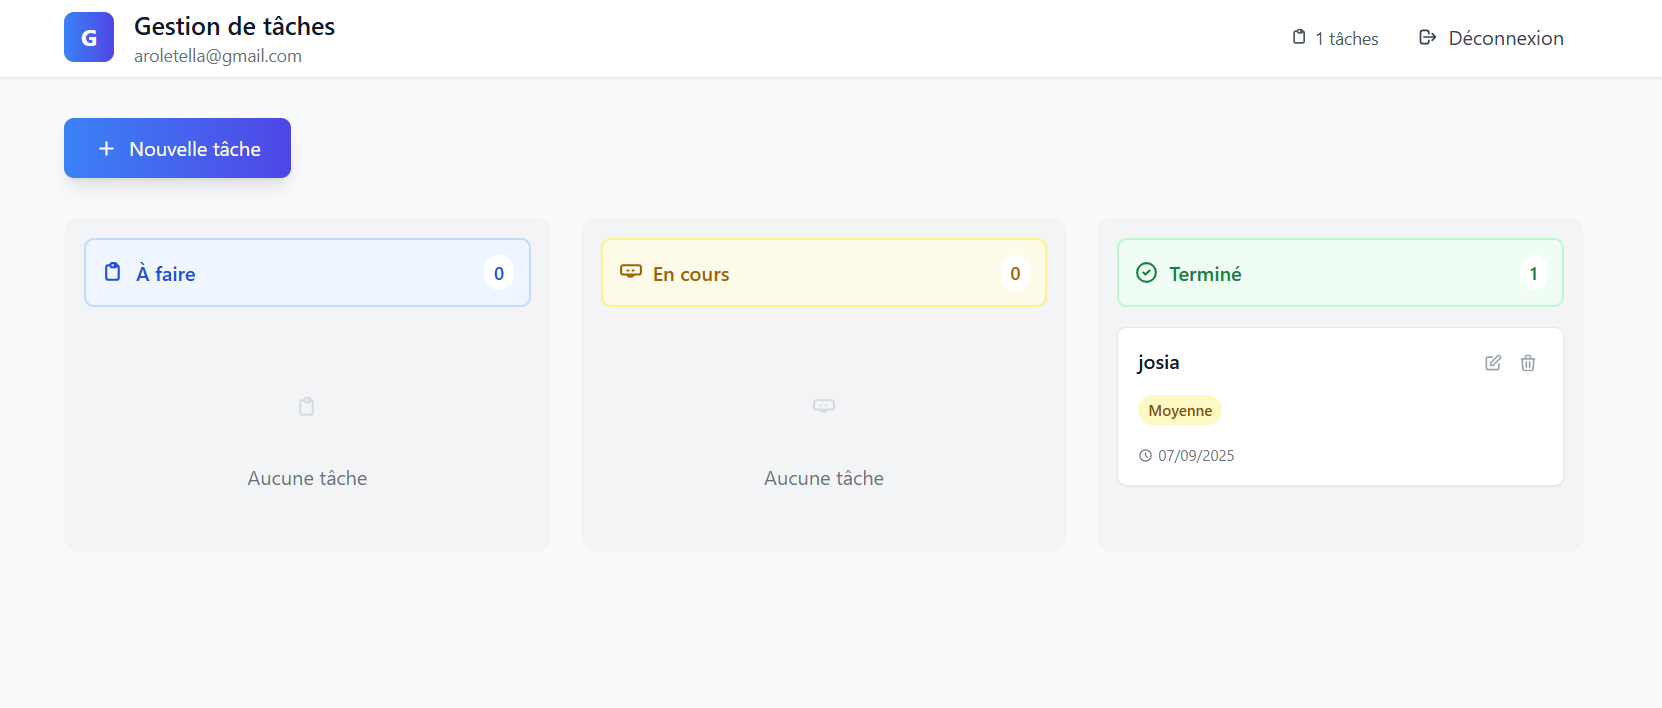 G
Gestion de tâches
aroletella@gmail.com
1 tâches
Déconnexion
Nouvelle tâche
À faire
0
Aucune tâche
En cours
0
Aucune tâche
Terminé
1
josia
Moyenne
07/09/2025